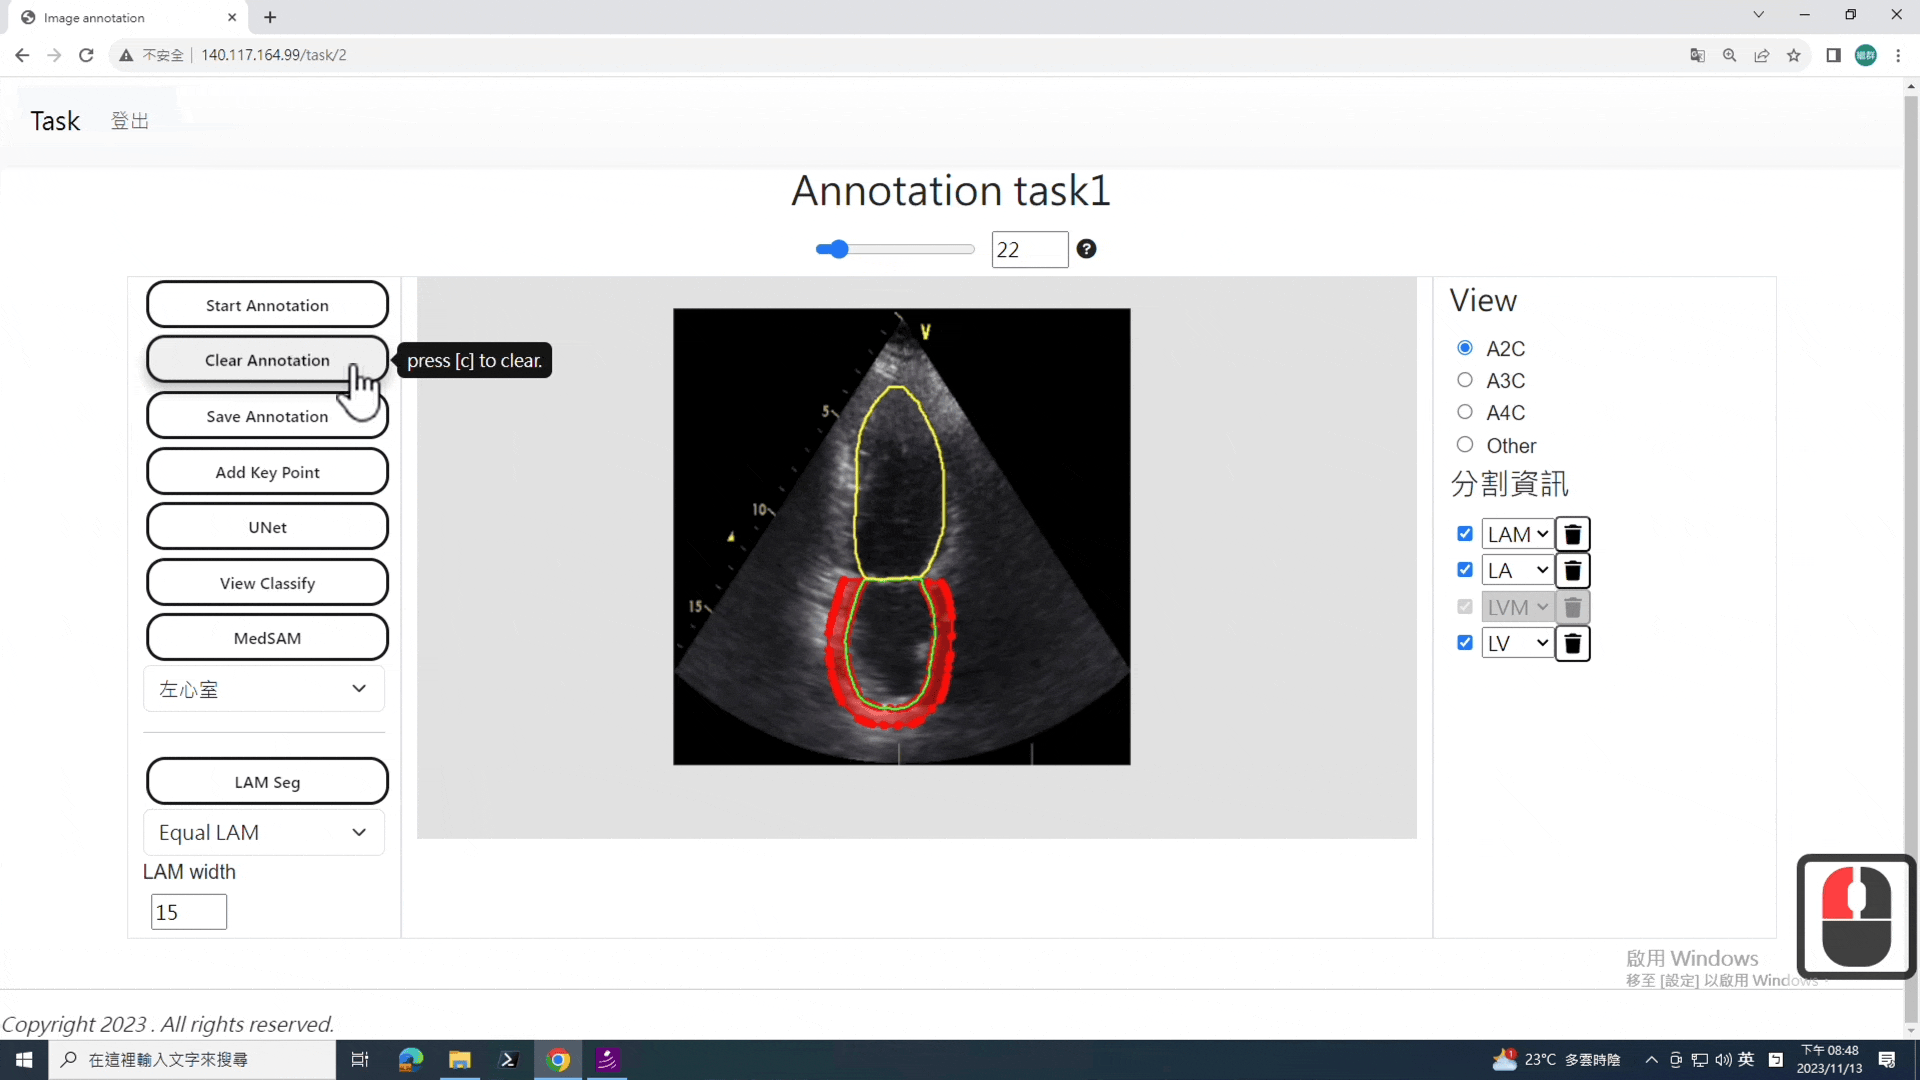 Image annotation
不安全
140.117.164.99/task/2
Task
登出
Annotation task1
22
Start Annotation
Clear Annotation
press [c] to clear.
Save Annotation
Add Key Point
UNet
View Classify
MedSAM
左心室
LAM Seg
Equal LAM
LAM width
15
V
5
10
15
View
A2C
A3C
A4C
Other
分割資訊
LAM
LA
LVM
LV
啟用 Windows
移至 [設定] 以啟用 Windows。
Copyright 2023 . All rights reserved.
在這裡輸入文字來搜尋
1
23°C 多雲時陰
英
下午 08:48
2023/11/13